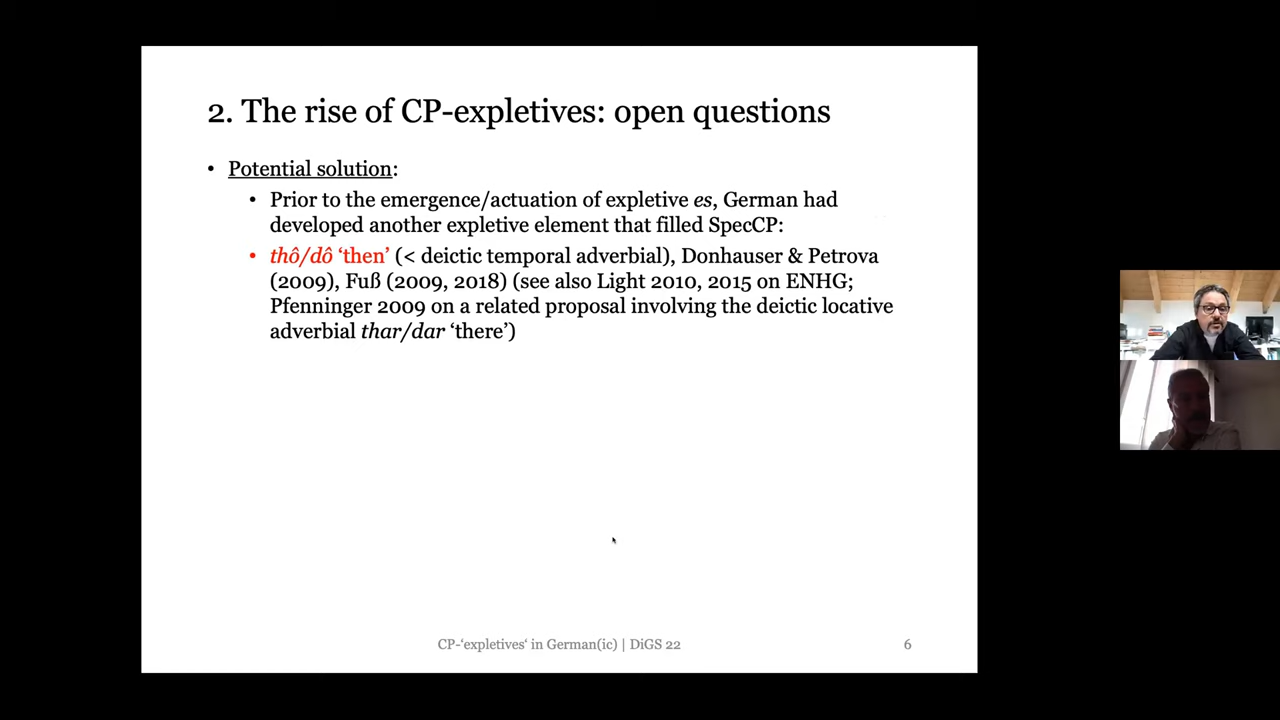 2. The rise of CP-expletives: open questions
• Potential solution:
• Prior to the emergence/actuation of expletive es, German had
developed another expletive element that filled SpecCP:
• thô/dô ‘then’ (< deictic temporal adverbial), Donhauser & Petrova
(2009), Fuß (2009, 2018) (see also Light 2010, 2015 on ENHG;
Pfenninger 2009 on a related proposal involving the deictic locative
adverbial thar/dar ‘there’)
CP-‘expletives‘ in German(ic) | DiGS 22
6